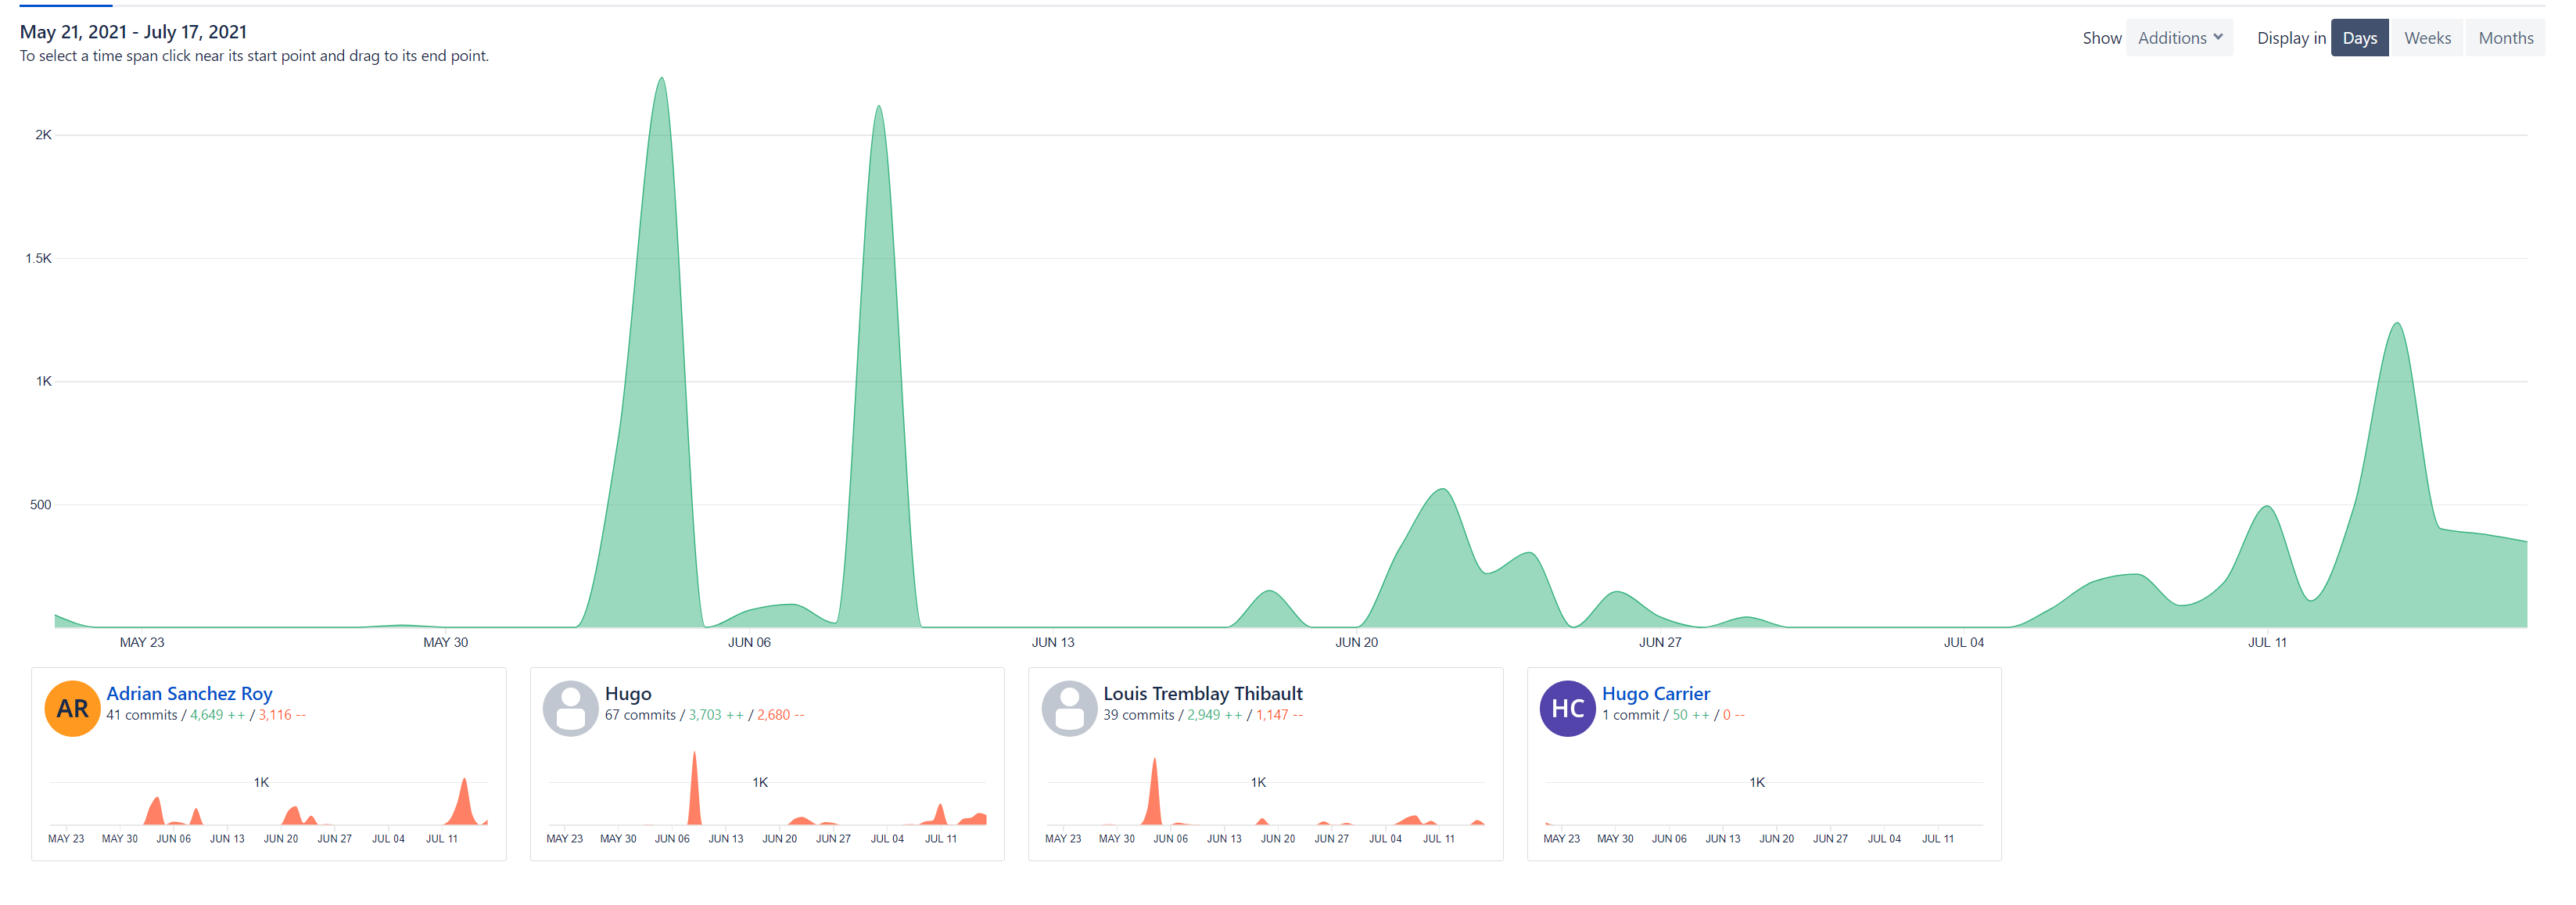 May 21, 2021 - July 17, 2021
To select a time span click near its start point and drag to its end point.
Show Additions Display in Days Weeks Months
2K
1.5K
1K
500
MAY 23 MAY 30 JUN 06 JUN 13 JUN 20 JUN 27 JUL 04 JUL 11
AR Adrian Sanchez Roy
41 commits / 4,649 ++ / 3,116 --
1K
MAY 23 MAY 30 JUN 06 JUN 13 JUN 20 JUN 27 JUL 04 JUL 11
Hugo
67 commits / 3,703 ++ / 2,680 --
1K
MAY 23 MAY 30 JUN 06 JUN 13 JUN 20 JUN 27 JUL 04 JUL 11
Louis Tremblay Thibault
39 commits / 2,949 ++ / 1,147 --
1K
MAY 23 MAY 30 JUN 06 JUN 13 JUN 20 JUN 27 JUL 04 JUL 11
HC Hugo Carrier
1 commit / 50 ++ / 0 --
1K
MAY 23 MAY 30 JUN 06 JUN 13 JUN 20 JUN 27 JUL 04 JUL 11